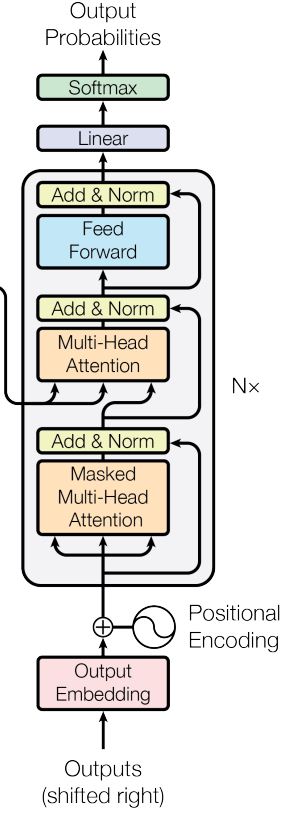 Output
Probabilities
Softmax
Linear
Add & Norm
Feed
Forward
Add & Norm
Multi-Head
Attention
N×
Add & Norm
Masked
Multi-Head
Attention
Positional
Encoding
Output
Embedding
Outputs
(shifted right)